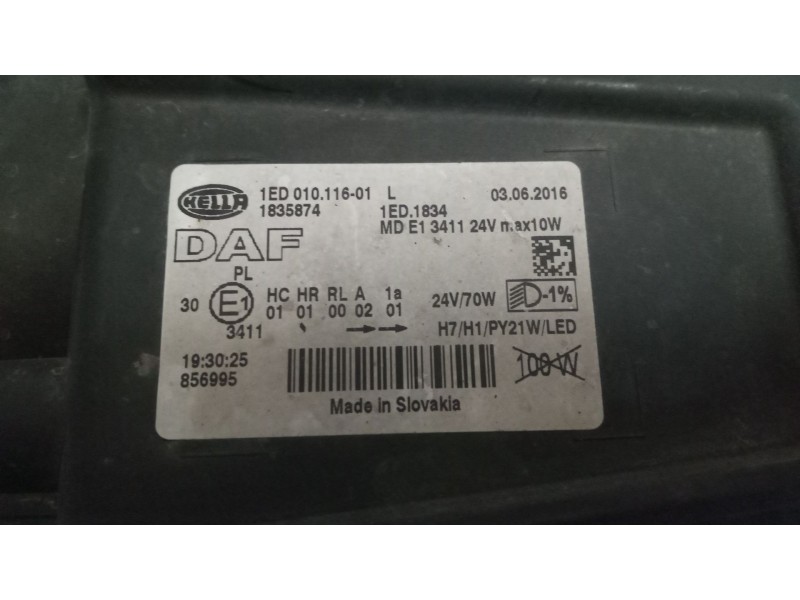 HELLA 1ED 010.116-01 L 03.06.2016
1835874 1ED.1834
MD E1 3411 24V max10W
DAF
PL
30 E1 HC HR RL A 1a 24V/70W -1%
01 01 00 02 01
3411 H7/H1/PY21W/LED
19:30:25
856995
100 W
Made in Slovakia